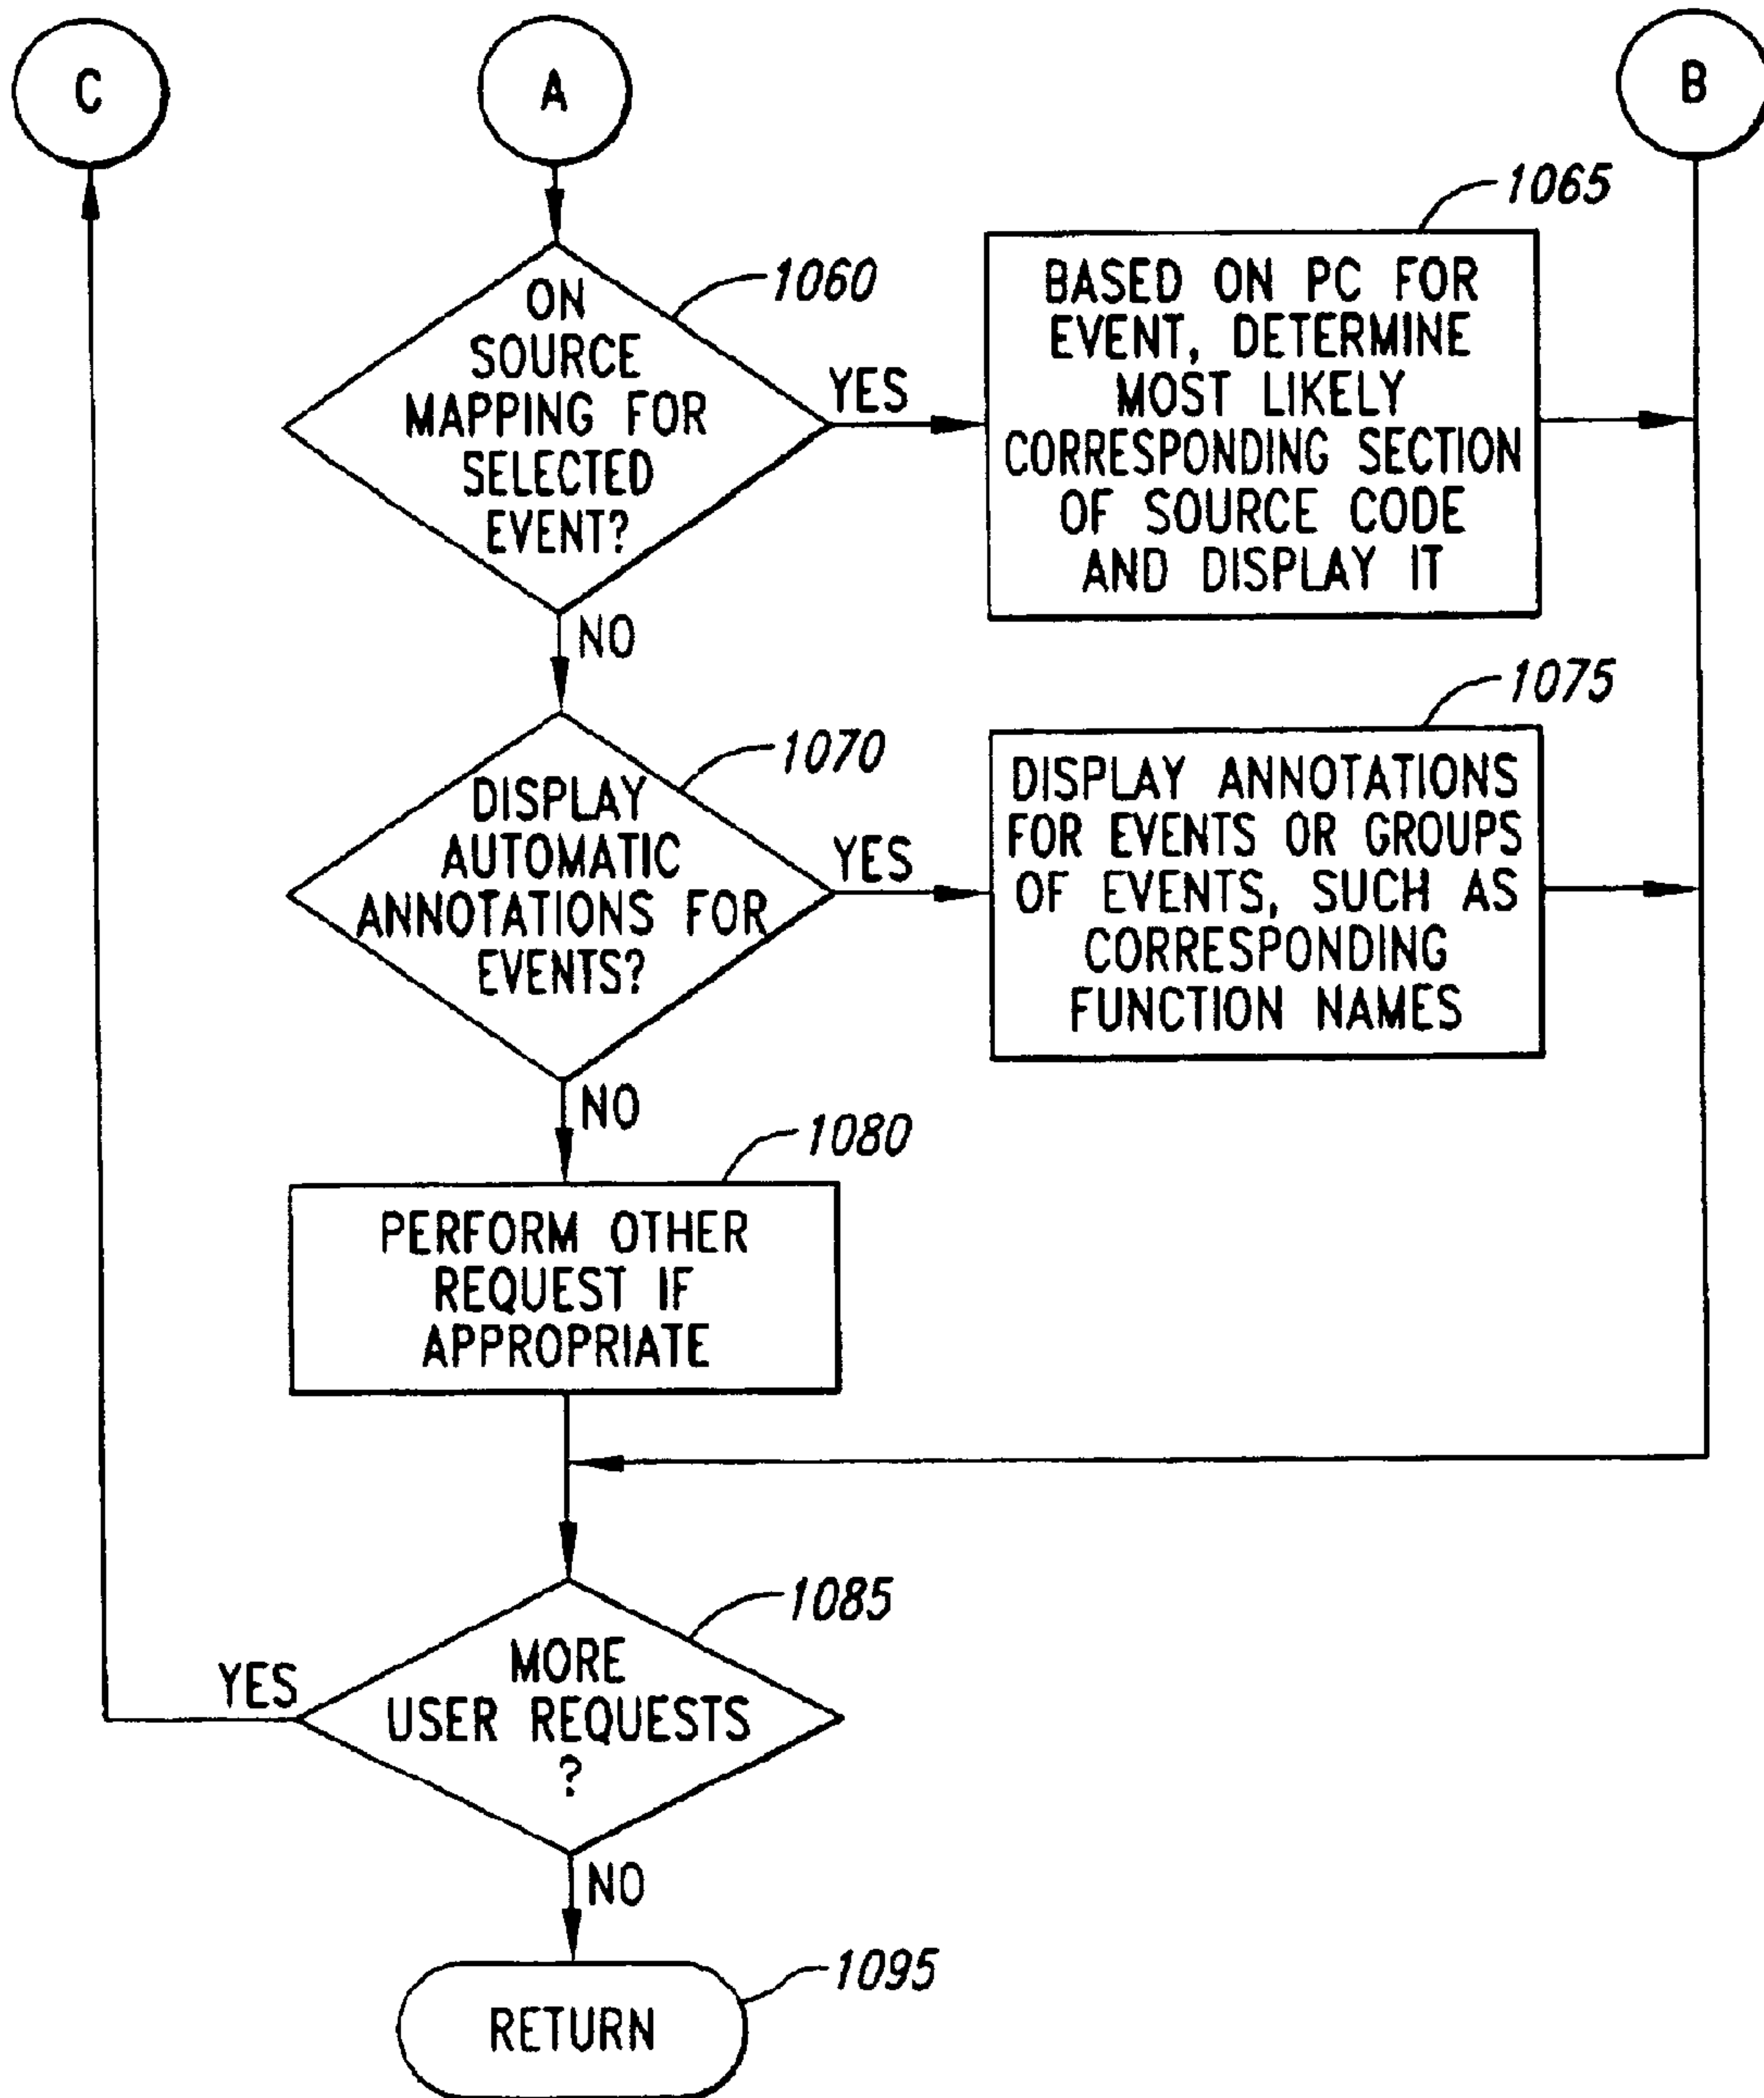 C
A
B
1065
1060
ON
SOURCE
MAPPING FOR
SELECTED
EVENT?
YES
BASED ON PC FOR
EVENT, DETERMINE
MOST LIKELY
CORRESPONDING SECTION
OF SOURCE CODE
AND DISPLAY IT
NO
1075
1070
DISPLAY
AUTOMATIC
ANNOTATIONS FOR
EVENTS?
YES
DISPLAY ANNOTATIONS
FOR EVENTS OR GROUPS
OF EVENTS, SUCH AS
CORRESPONDING
FUNCTION NAMES
NO
1080
PERFORM OTHER
REQUEST IF
APPROPRIATE
1085
YES
MORE
USER REQUESTS
?
NO
1095
RETURN